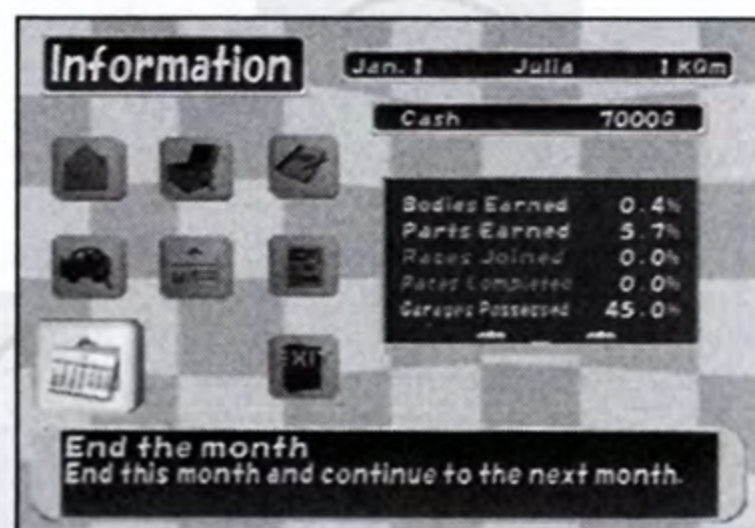 Information
Jan. 1 Julia 1 KGm
Cash 7000G
Bodies Earned 0.4%
Parts Earned 5.7%
Races Joined 0.0%
Races Completed 0.0%
Garages Possessed 45.0%
End the month
End this month and continue to the next month.